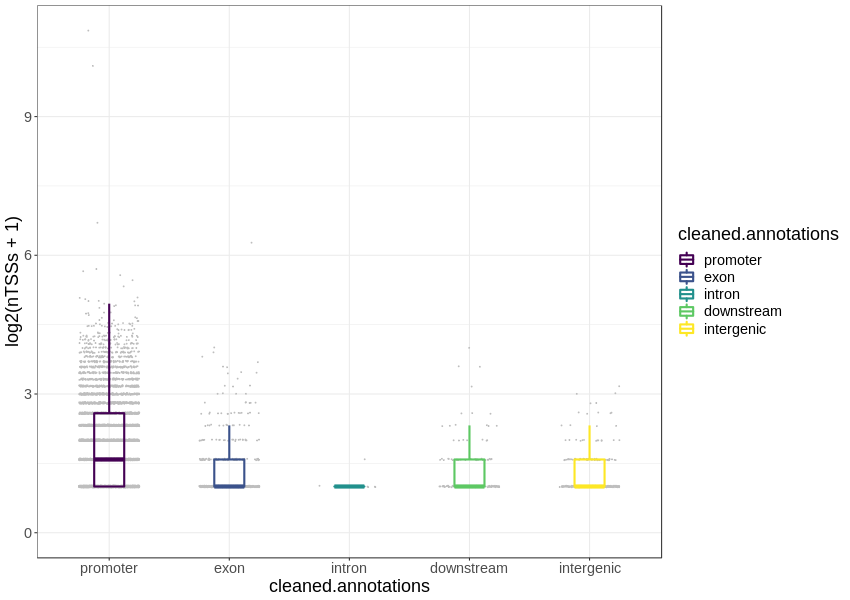 log2(nTSSs + 1)
9
6
3
0
promoter
exon
intron
downstream
intergenic
cleaned.annotations
cleaned.annotations
promoter
exon
intron
downstream
intergenic